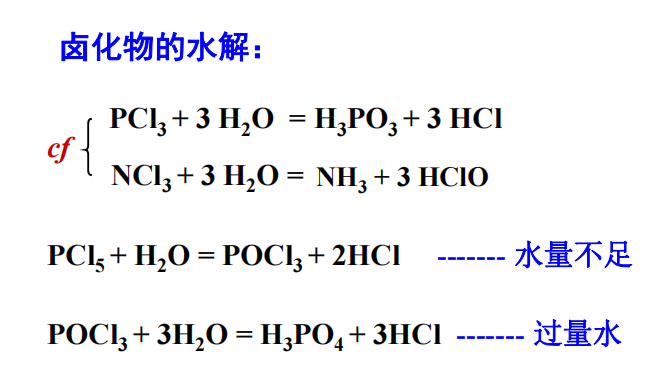 卤化物的水解：
cf
PCl₃ + 3 H₂O = H₃PO₃ + 3 HCl
NCl₃ + 3 H₂O = NH₃ + 3 HClO
PCl₅ + H₂O = POCl₃ + 2HCl ------- 水量不足
POCl₃ + 3H₂O = H₃PO₄ + 3HCl ------- 过量水